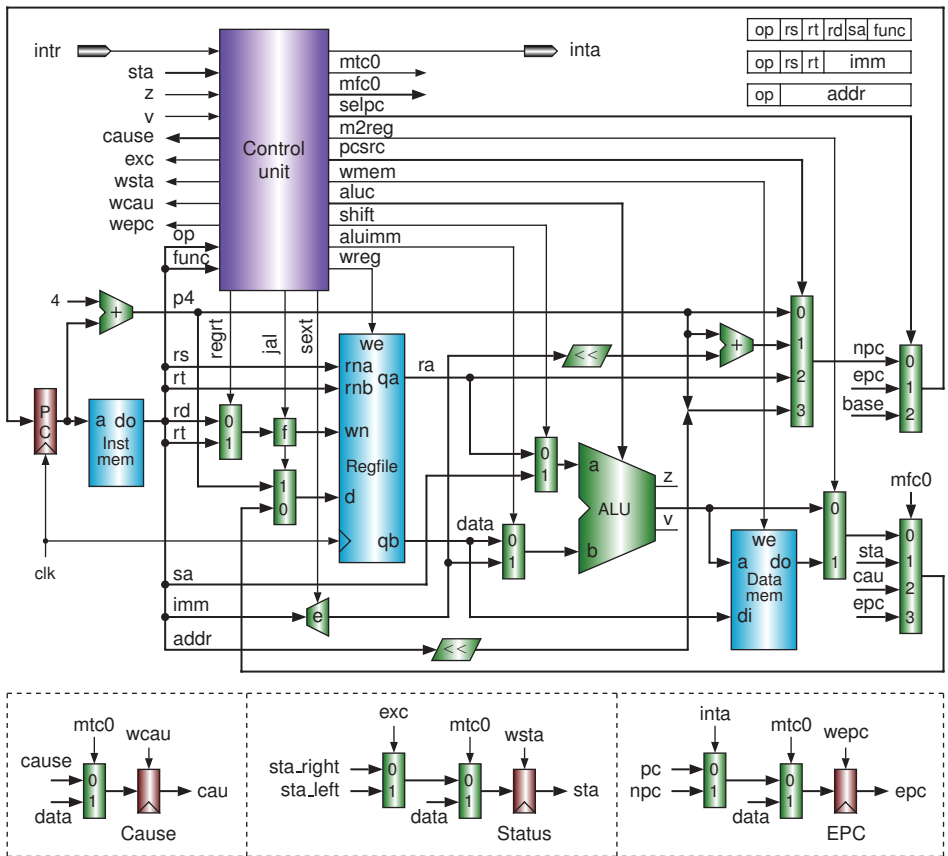 op rs rt rd sa func
op rs rt imm
op addr
intr
sta
z
v
cause
exc
wsta
wcau
wepc
op
func
Control
unit
inta
mtc0
mfc0
selpc
m2reg
pcsrc
wmem
aluc
shift
aluimm
wreg
4
+
p4
regrt
jal
sext
rs
rt
rd
rt
P
C
a do
Inst
mem
clk
0
1
f
1
0
we
rna
rnb
qa
wn
Regfile
d
qb
ra
data
sa
imm
addr
e
<<
<<
0
1
0
1
a
b
ALU
z
v
+
0
1
2
3
npc
epc
base
0
1
2
we
a do
Data
mem
di
0
1
mfc0
sta
cau
epc
0
1
2
3
mtc0
wcau
cause
data
0
1
cau
Cause
exc
mtc0
wsta
sta_right
sta_left
0
1
data
0
1
sta
Status
inta
mtc0
wepc
pc
npc
0
1
data
0
1
epc
EPC